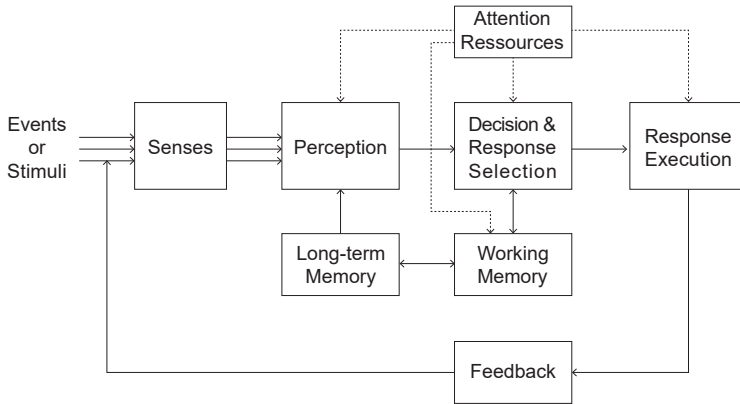 Attention
Ressources
Events
or
Stimuli
Senses
Perception
Decision &
Response
Selection
Response
Execution
Long-term
Memory
Working
Memory
Feedback